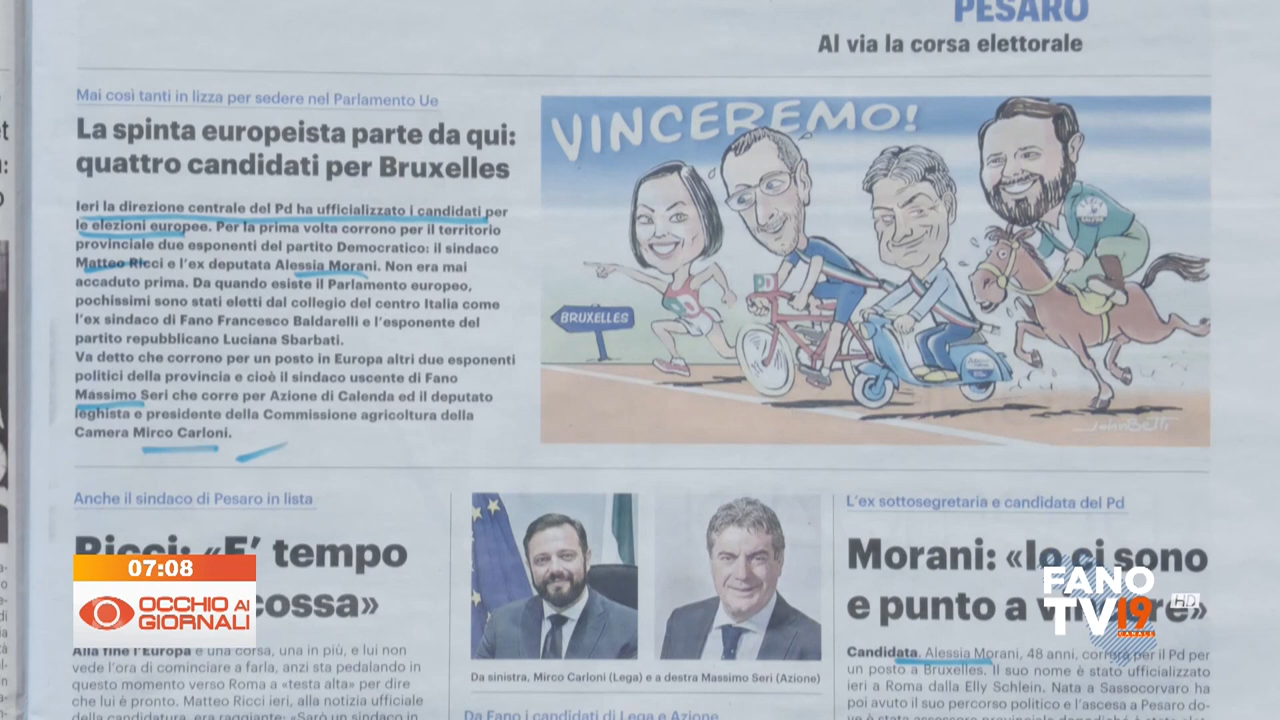 PESARO
Al via la corsa elettorale
Mai così tanti in lizza per sedere nel Parlamento Ue
La spinta europeista parte da qui:
quattro candidati per Bruxelles
Ieri la direzione centrale del Pd ha ufficializzato i candidati per
le elezioni europee. Per la prima volta corrono per il territorio
provinciale due esponenti del partito Democratico: il sindaco
Matteo Ricci e l'ex deputata Alessia Morani. Non era mai
accaduto prima. Da quando esiste il Parlamento europeo,
pochissimi sono stati eletti dal collegio del centro Italia come
l'ex sindaco di Fano Francesco Baldarelli e l'esponente del
partito repubblicano Luciana Sbarbati.
Va detto che corrono per un posto in Europa altri due esponenti
politici della provincia e cioè il sindaco uscente di Fano
Massimo Seri che corre per Azione di Calenda ed il deputato
leghista e presidente della Commissione agricoltura della
Camera Mirco Carloni.
VINCEREMO!
BRUXELLES
PD
JohnBetti
Anche il sindaco di Pesaro in lista
Ricci: «E' tempo
cossa»
Alla fine l'Europa è una corsa, una in più, e lui non
vede l'ora di cominciare a farla, anzi sta pedalando in
questo momento verso Roma a «testa alta» per dire
che lui è pronto. Matteo Ricci ieri, alla notizia ufficiale
della candidatura, era raggiante: «Sarò un sindaco in
Da sinistra, Mirco Carloni (Lega) e a destra Massimo Seri (Azione)
Da Fano i candidati di Lega e Azione
L'ex sottosegretaria e candidata del Pd
Morani: «Io ci sono
e punto a vincere»
Candidata. Alessia Morani, 48 anni, correrà per il Pd per
un posto a Bruxelles. Il suo nome è stato ufficializzato
ieri a Roma dalla Elly Schlein. Nata a Sassocorvaro ha
poi avuto il suo percorso politico e l'ascesa a Pesaro do-
07:08
OCCHIO AI
GIORNALI
FANO
TV19 HD
CANALE